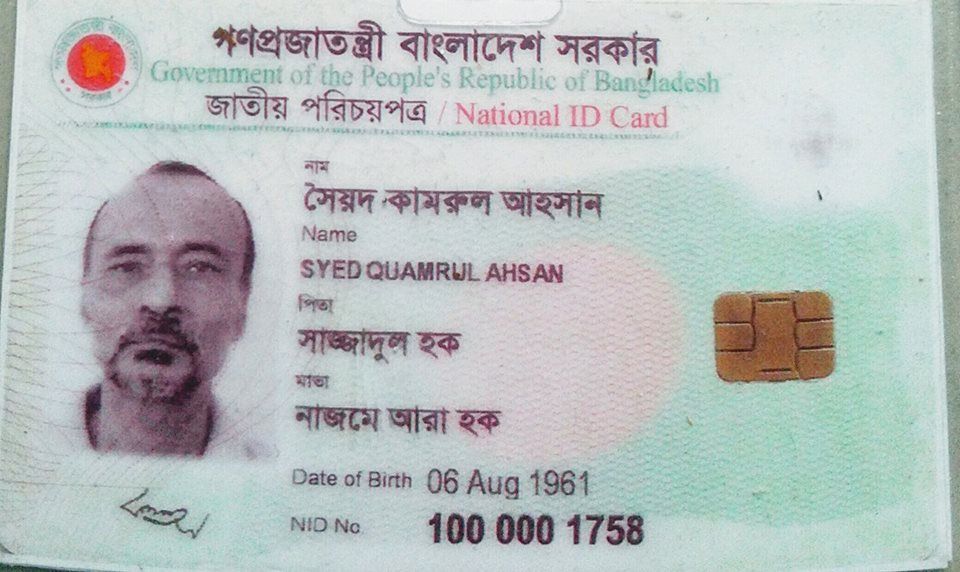 গণপ্রজাতন্ত্রী বাংলাদেশ সরকার
Government of the People's Republic of Bangladesh
জাতীয় পরিচয়পত্র / National ID Card
নাম
সৈয়দ কামরুল আহসান
Name
SYED QUAMRUL AHSAN
পিতা
সাজ্জাদুল হক
মাতা
নাজমে আরা হক
Date of Birth 06 Aug 1961
NID No 100 000 1758